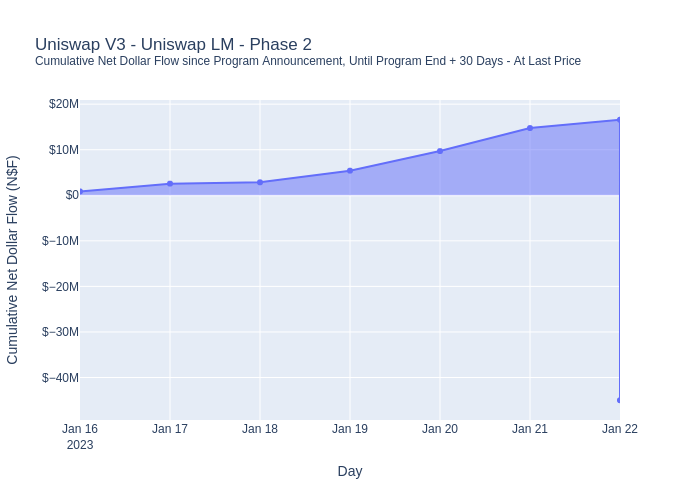 Uniswap V3 - Uniswap LM - Phase 2
Cumulative Net Dollar Flow since Program Announcement, Until Program End + 30 Days - At Last Price
Cumulative Net Dollar Flow (N$F)
$20M
$10M
$0
$−10M
$−20M
$−30M
$−40M
Jan 16
2023
Jan 17
Jan 18
Jan 19
Jan 20
Jan 21
Jan 22
Day